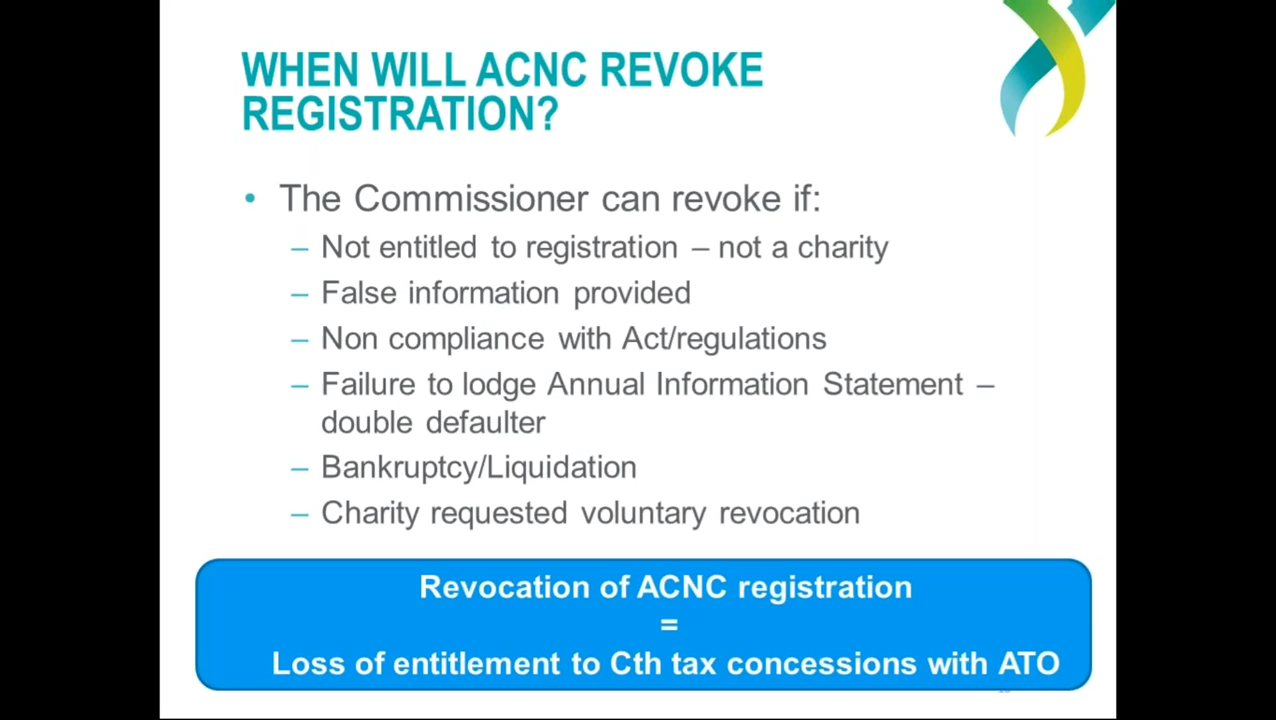 WHEN WILL ACNC REVOKE
REGISTRATION?
• The Commissioner can revoke if:
– Not entitled to registration – not a charity
– False information provided
– Non compliance with Act/regulations
– Failure to lodge Annual Information Statement –
double defaulter
– Bankruptcy/Liquidation
– Charity requested voluntary revocation
Revocation of ACNC registration
=
Loss of entitlement to Cth tax concessions with ATO